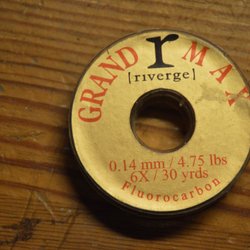 GRAND r MAX
[riverge]
0.14 mm / 4.75 lbs
6X / 30 yrds
Fluorocarbon